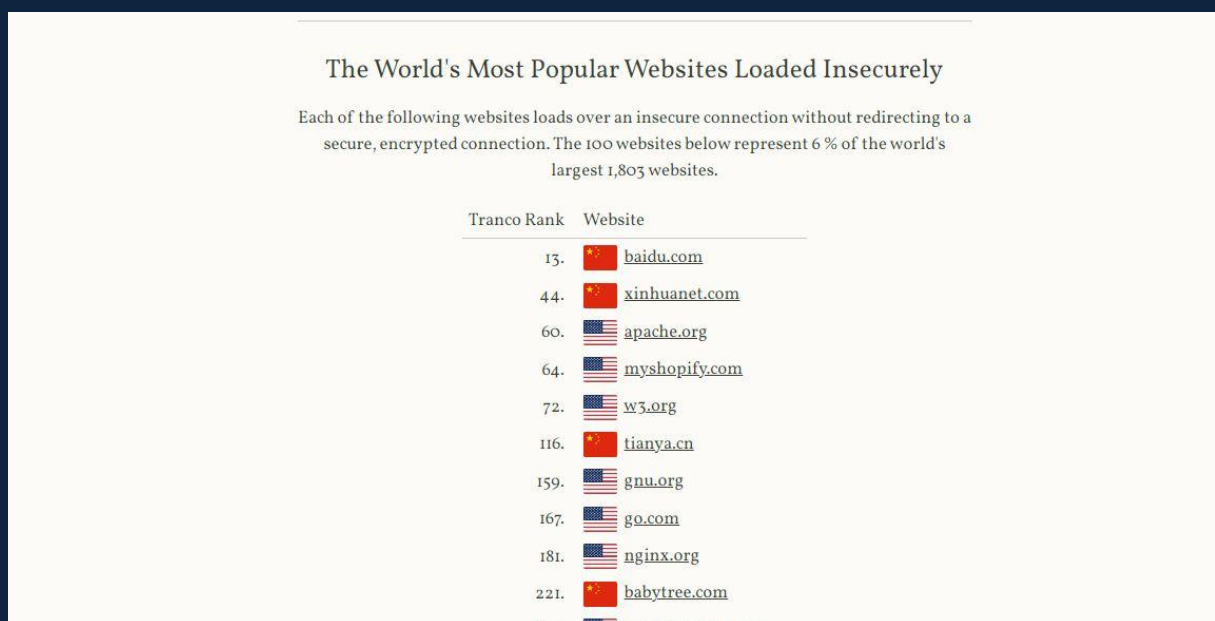 The World's Most Popular Websites Loaded Insecurely
Each of the following websites loads over an insecure connection without redirecting to a
secure, encrypted connection. The 100 websites below represent 6 % of the world's
largest 1,803 websites.
Tranco Rank Website
13. baidu.com
44. xinhuanet.com
60. apache.org
64. myshopify.com
72. w3.org
116. tianya.cn
159. gnu.org
167. go.com
181. nginx.org
221. babytree.com